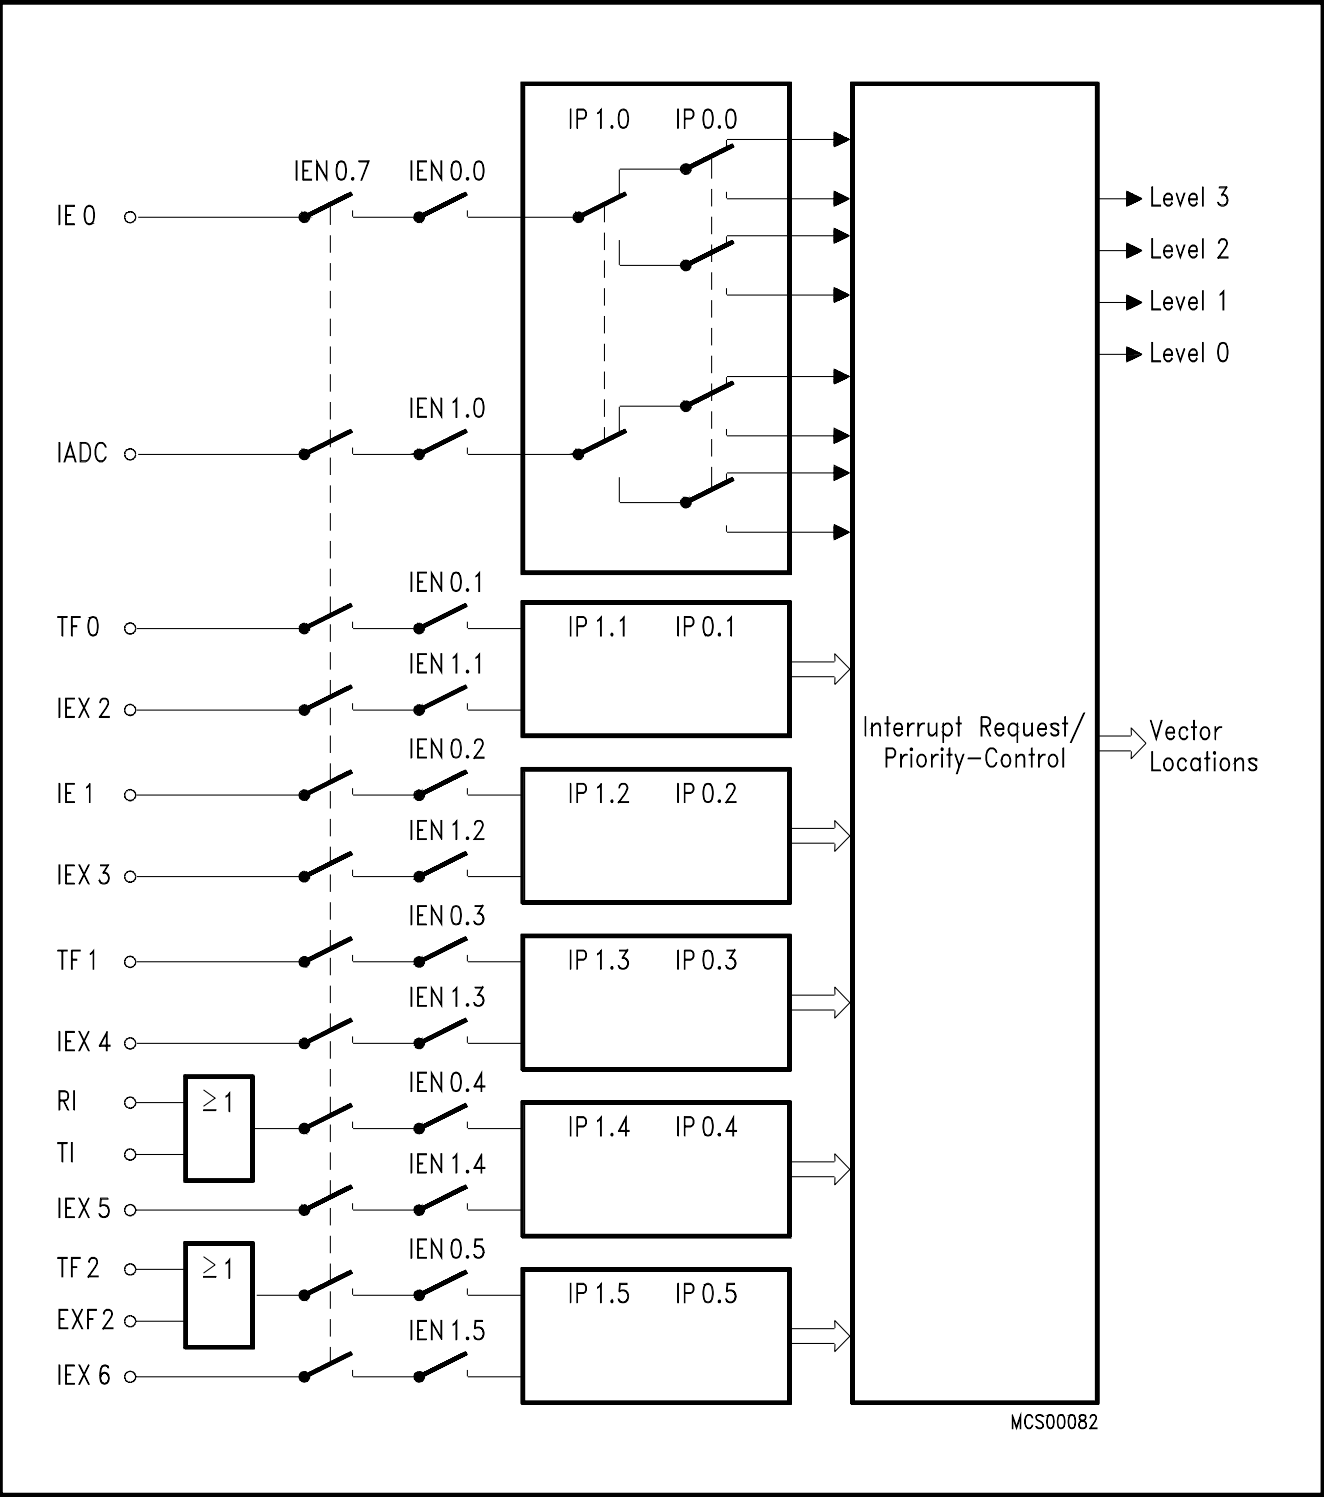 IP 1.0 IP 0.0
IEN 0.7 IEN 0.0
IE 0
Level 3
Level 2
Level 1
Level 0
IEN 1.0
IADC
IEN 0.1
TF 0
IP 1.1 IP 0.1
IEN 1.1
IEX 2
Interrupt Request/
Priority-Control
Vector
Locations
IEN 0.2
IE 1
IP 1.2 IP 0.2
IEN 1.2
IEX 3
IEN 0.3
TF 1
IP 1.3 IP 0.3
IEN 1.3
IEX 4
IEN 0.4
RI
≥1
TI
IP 1.4 IP 0.4
IEN 1.4
IEX 5
IEN 0.5
TF 2
≥1
EXF 2
IP 1.5 IP 0.5
IEN 1.5
IEX 6
MCS00082